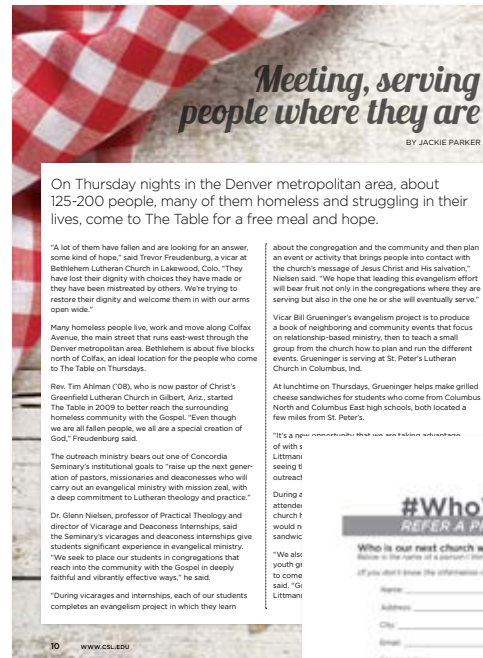 Meeting, serving
people where they are
BY JACKIE PARKER
On Thursday nights in the Denver metropolitan area, about
125-200 people, many of them homeless and struggling in their
lives, come to The Table for a free meal and hope.
"A lot of them have fallen and are looking for an answer,
some kind of hope," said Trevor Freudenburg, a vicar at
Bethlehem Lutheran Church in Lakewood, Colo. "They
have lost their dignity with choices they have made or
they have been mistreated by others. We're trying to
restore their dignity and welcome them in with our arms
open wide."
Many homeless people live, work and move along Colfax
Avenue, the main street that runs east-west through the
Denver metropolitan area. Bethlehem is about five blocks
north of Colfax, an ideal location for the people who come
to The Table on Thursdays.
Rev. Tim Ahlman ('08), who is now pastor of Christ's
Greenfield Lutheran Church in Gilbert, Ariz., started
The Table in 2009 to better reach the surrounding
homeless community with the Gospel. "Even though
we are all fallen people, we all are a special creation of
God," Freudenburg said.
The outreach ministry bears out one of Concordia
Seminary's institutional goals to "raise up the next gener-
ation of pastors, missionaries and deaconesses who will
carry out an evangelical ministry with mission zeal, with
a deep commitment to Lutheran theology and practice."
Dr. Glenn Nielsen, professor of Practical Theology and
director of Vicarage and Deaconess Internships, said
the Seminary's vicarages and deaconess internships give
students significant experience in evangelical ministry.
"We seek to place our students in congregations that
reach into the community with the Gospel in deeply
faithful and vibrantly effective ways," he said.
"During vicarages and internships, each of our students
completes an evangelism project in which they learn
about the congregation and the community and then plan
an event or activity that brings people into contact with
the church's message of Jesus Christ and His salvation,"
Nielsen said. "We hope that leading this evangelism effort
will bear fruit not only in the congregations where they are
serving but also in the one he or she will eventually serve."
Vicar Bill Grueninger's evangelism project is to produce
a book of neighboring and community events that focus
on relationship-based ministry, then to teach a small
group from the church how to plan and run the different
events. Grueninger is serving at St. Peter's Lutheran
Church in Columbus, Ind.
At lunchtime on Thursdays, Grueninger helps make grilled
cheese sandwiches for students who come from Columbus
North and Columbus East high schools, both located a
few miles from St. Peter's.
"It's a new opportunity that we are taking advantage
of with s
Littmann
seeing th
outreach
During a
attended
church h
would n
sandwic
"We also
youth gr
to come
said. "G
Littmann
#Who
REFER A P
Who is our next church w
Below is the name of a person I thin
(If you don't know the information
Name
Address
City
Email
10 WWW.CSL.EDU